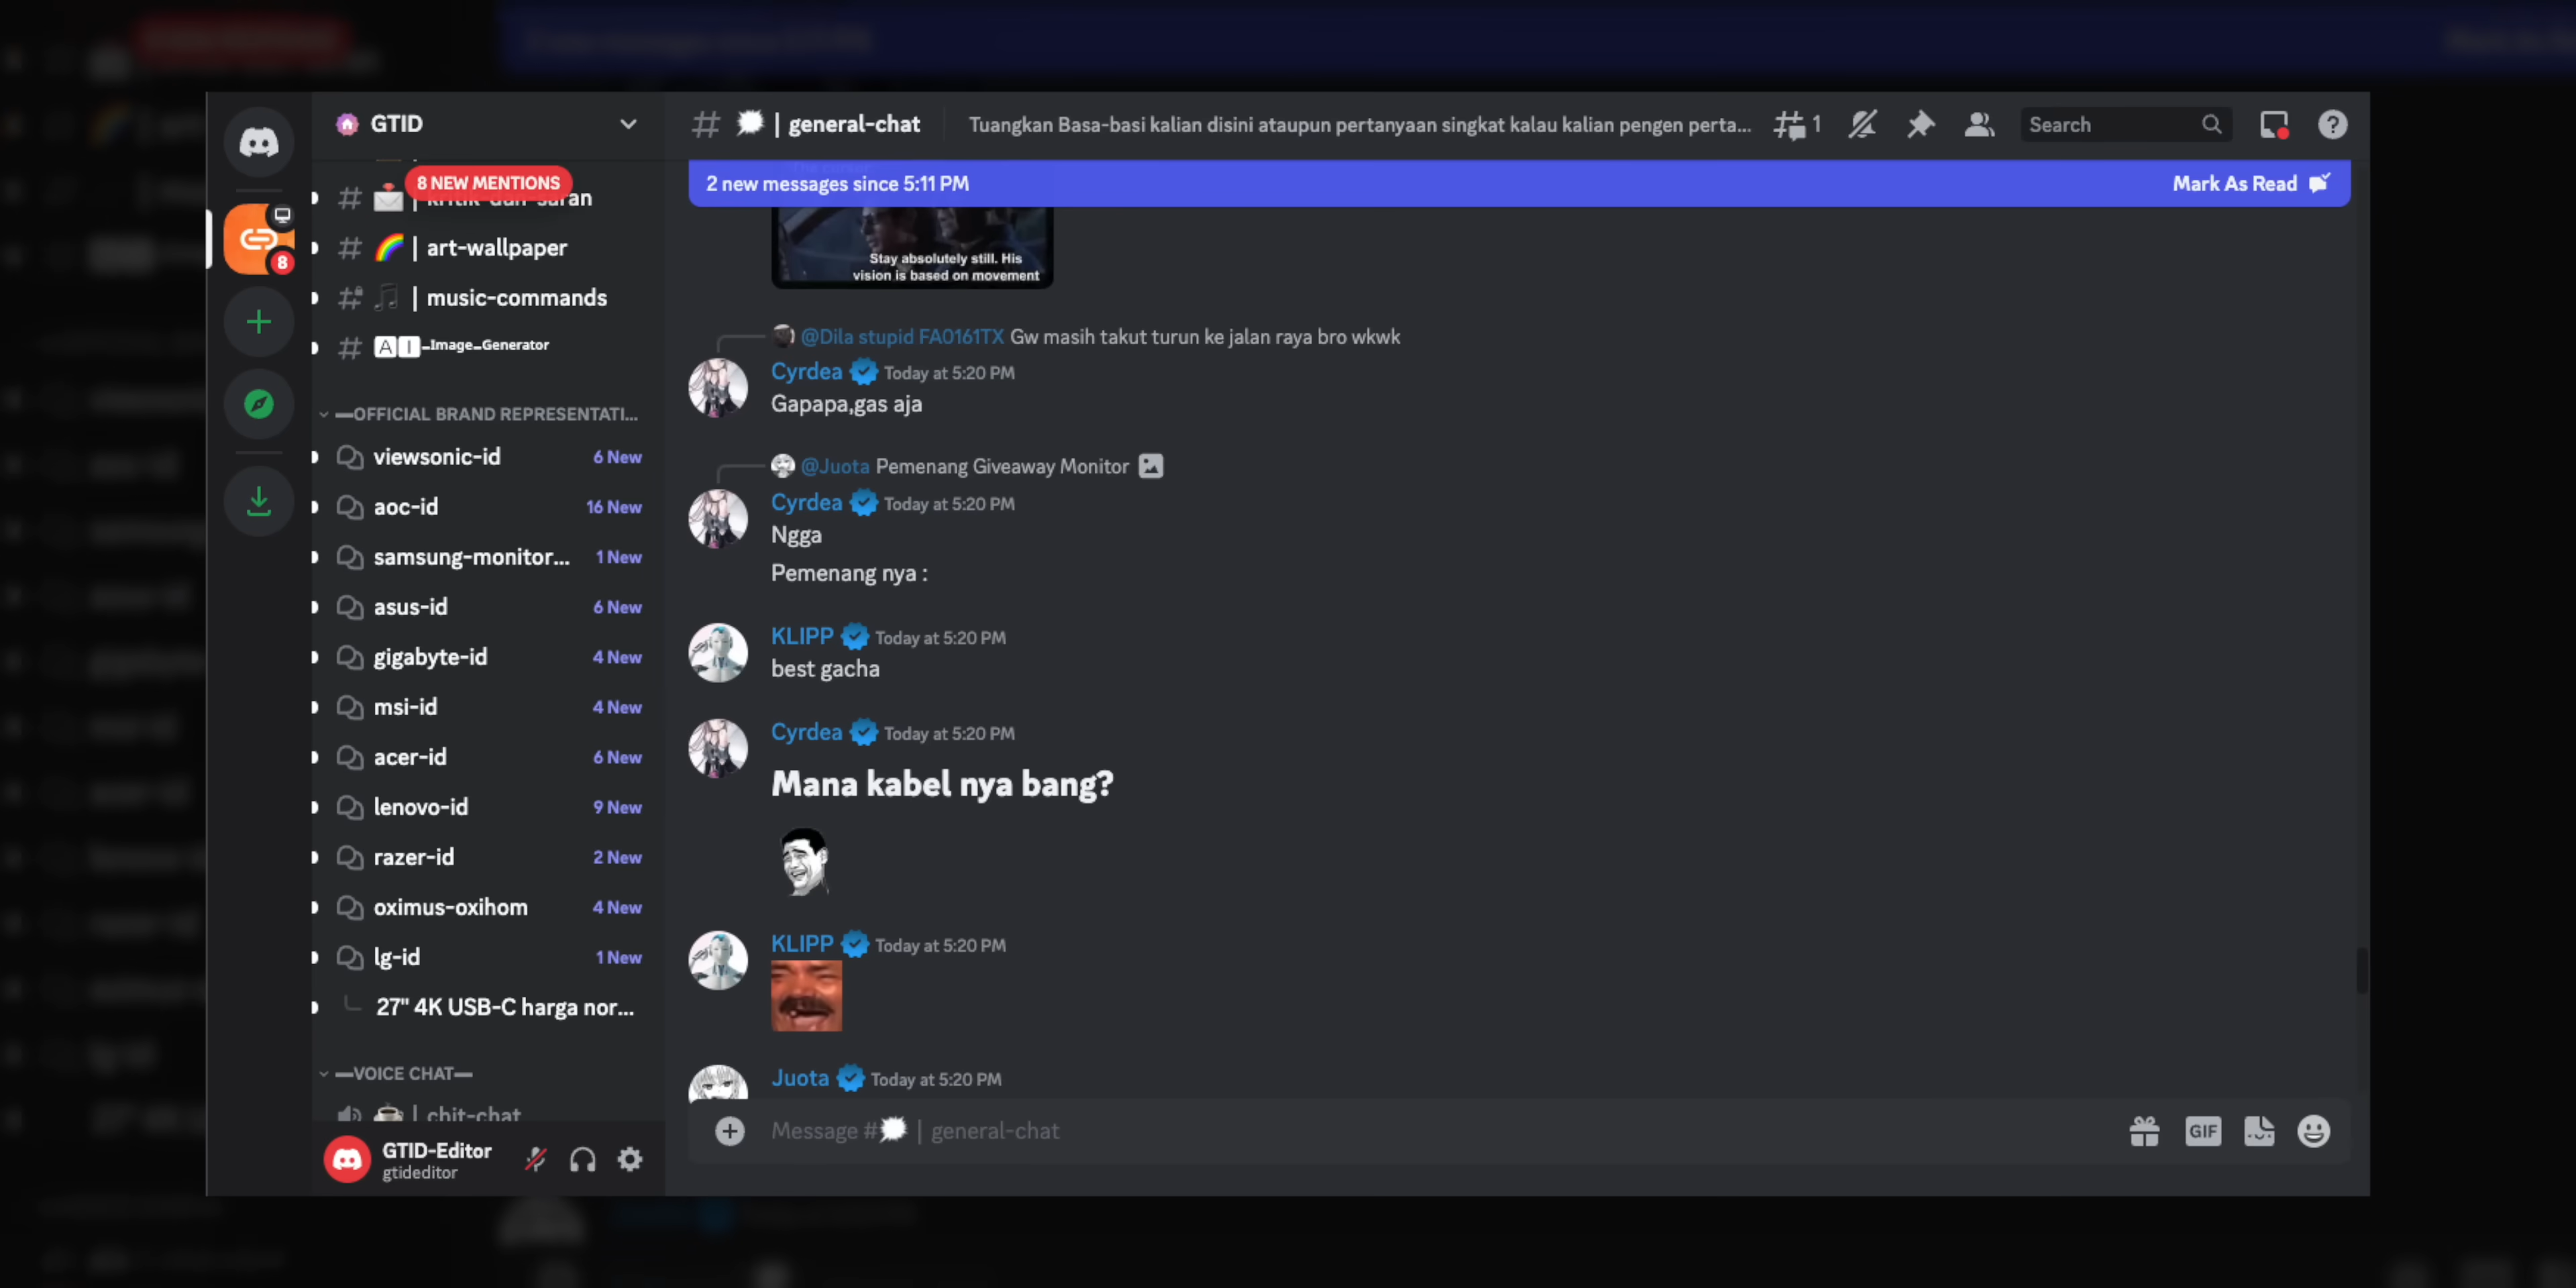 GTID
8 NEW MENTIONS
| kritik-dan-saran
| art-wallpaper
| music-commands
AI-Image-Generator
—OFFICIAL BRAND REPRESENTATI...
viewsonic-id 6 New
aoc-id 16 New
samsung-monitor... 1 New
asus-id 6 New
gigabyte-id 4 New
msi-id 4 New
acer-id 6 New
lenovo-id 9 New
razer-id 2 New
oximus-oxihom 4 New
lg-id 1 New
27" 4K USB-C harga nor...
—VOICE CHAT—
| chit-chat
GTID-Editor
gtideditor
8
# | general-chat
Tuangkan Basa-basi kalian disini ataupun pertanyaan singkat kalau kalian pengen perta...
1
Search
2 new messages since 5:11 PM
Mark As Read
Stay absolutely still. His
vision is based on movement
@Dila stupid FA0161TX Gw masih takut turun ke jalan raya bro wkwk
Cyrdea Today at 5:20 PM
Gapapa,gas aja
@Juota Pemenang Giveaway Monitor
Cyrdea Today at 5:20 PM
Ngga
Pemenang nya :
KLIPP Today at 5:20 PM
best gacha
Cyrdea Today at 5:20 PM
Mana kabel nya bang?
KLIPP Today at 5:20 PM
Juota Today at 5:20 PM
Message # | general-chat
GIF